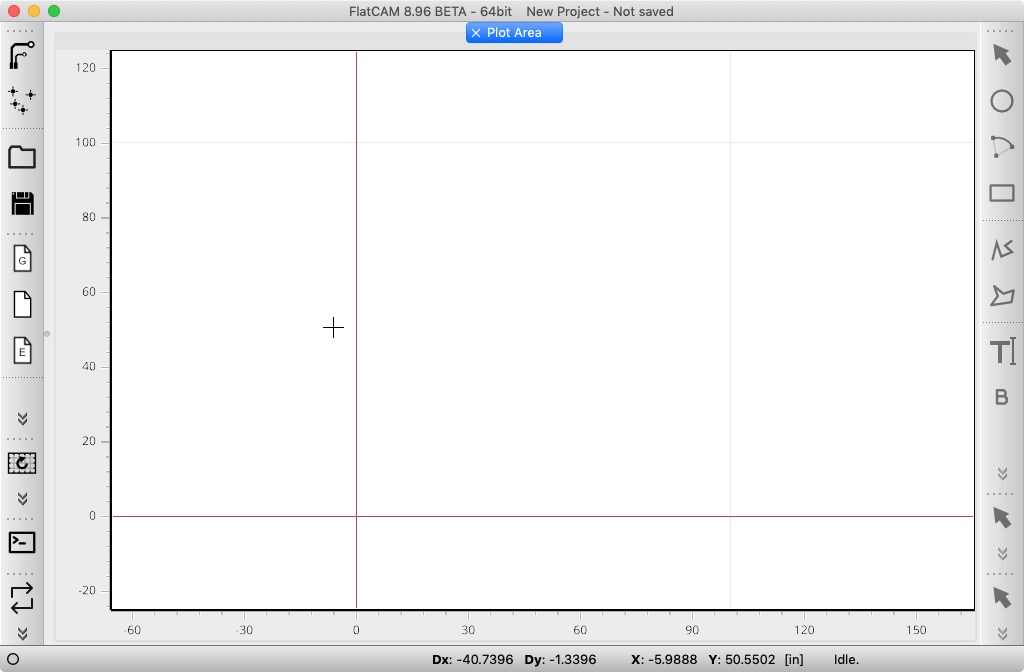 FlatCAM 8.96 BETA - 64bit    New Project - Not saved
× Plot Area
120
100
80
60
40
20
0
-20
-60 -30 0 30 60 90 120 150
G
E
T
B
Dx: -40.7396 Dy: -1.3396 X: -5.9888 Y: 50.5502 [in] Idle.